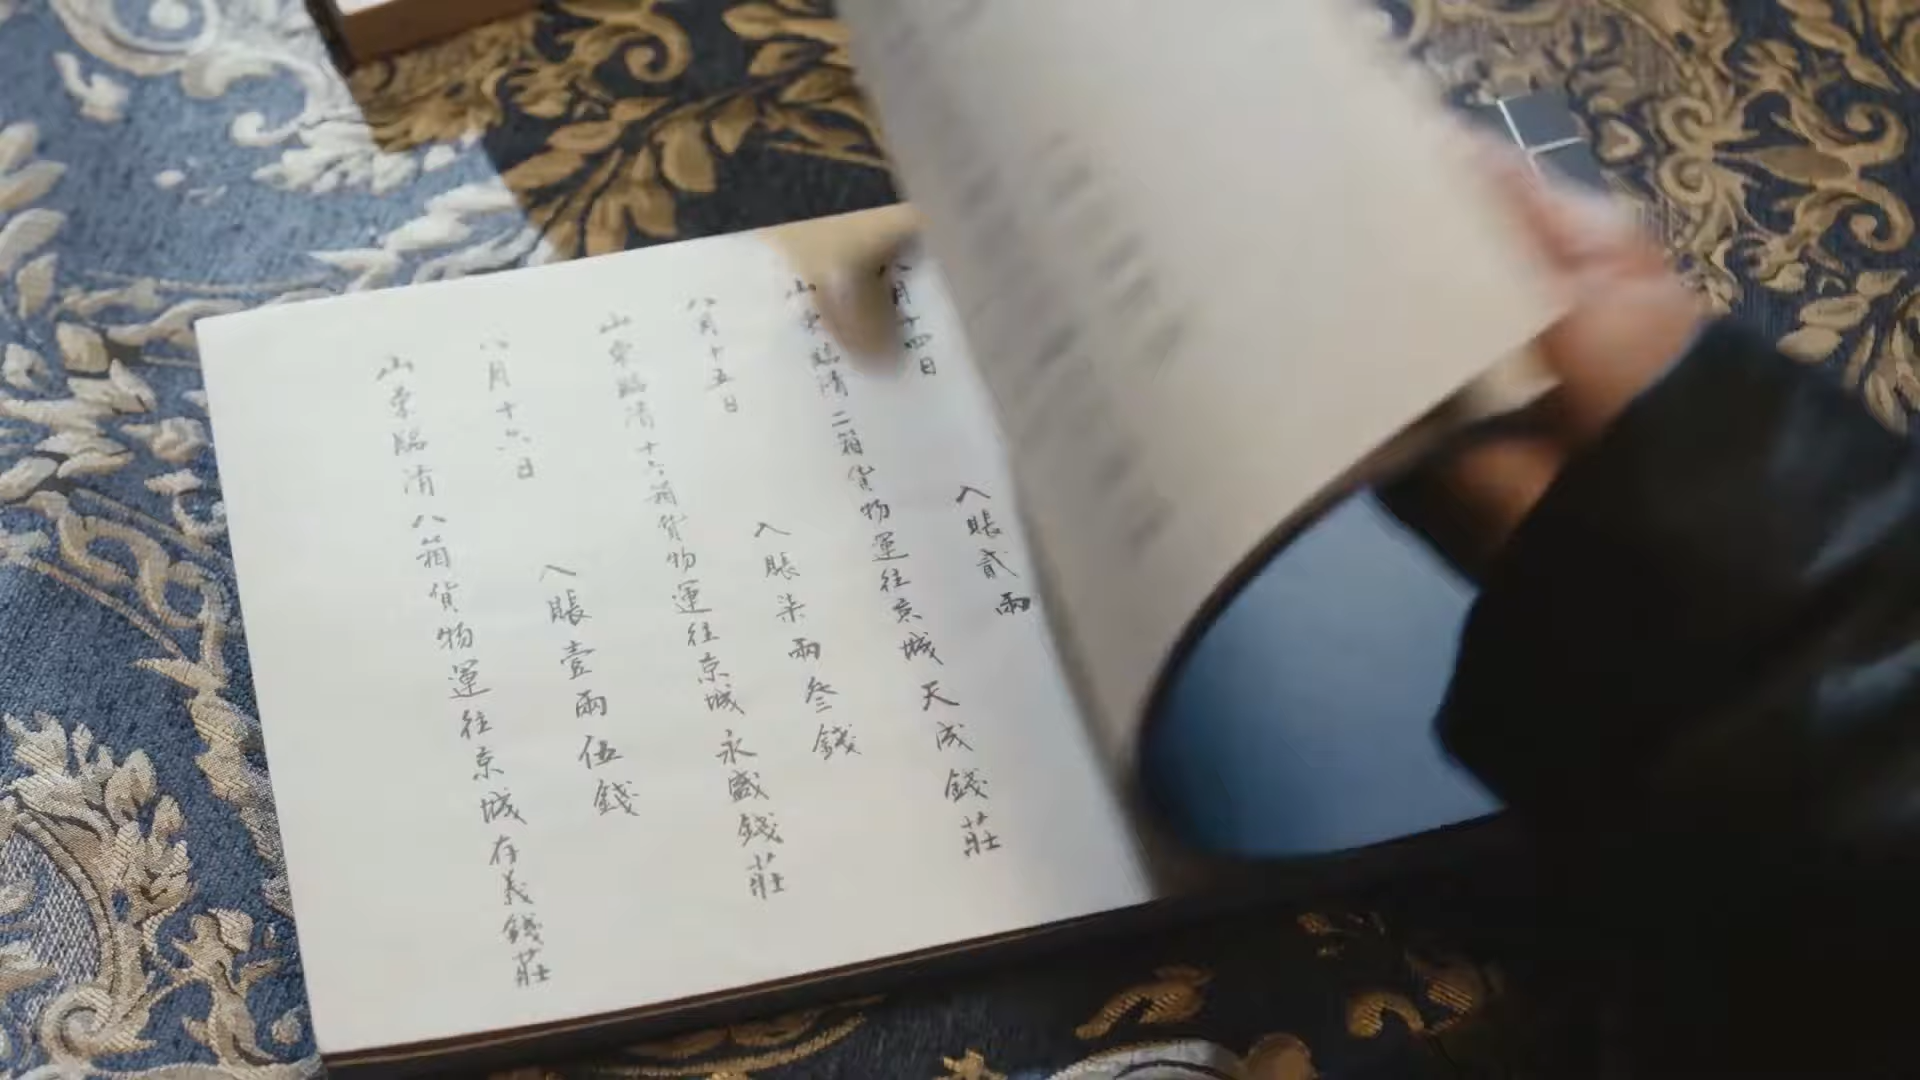 八月十四日
入賬貳兩
山東臨清二箱貨物運往京城天成錢莊
八月十五日
入賬柒兩叁錢
山東臨清十六箱貨物運往京城永盛錢莊
八月十六日
入賬壹兩伍錢
山東臨清八箱貨物運往京城存義錢莊